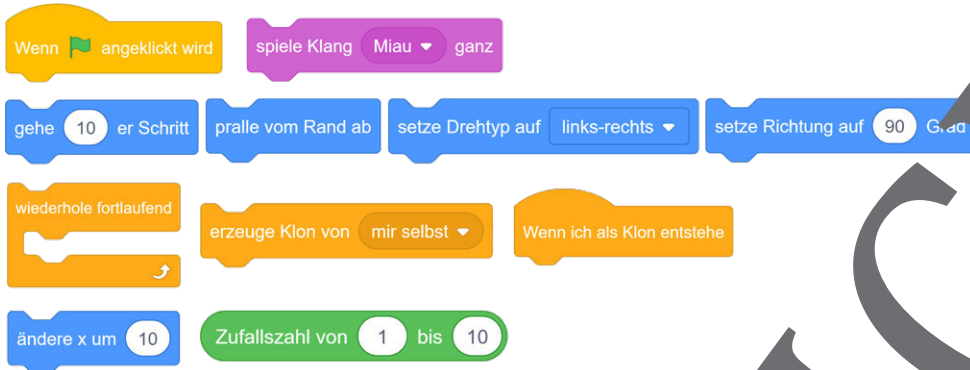 Wenn angeklickt wird spiele Klang Miau ganz
gehe 10 er Schritt pralle vom Rand ab setze Drehtyp auf links-rechts setze Richtung auf 90 Grad
wiederhole fortlaufend
erzeuge Klon von mir selbst Wenn ich als Klon entstehe
ändere x um 10 Zufallszahl von 1 bis 10